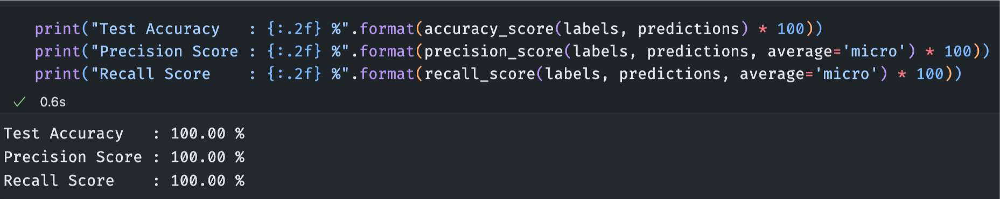 print("Test Accuracy   : {:.2f} %".format(accuracy_score(labels, predictions) * 100))
print("Precision Score : {:.2f} %".format(precision_score(labels, predictions, average='micro') * 100))
print("Recall Score    : {:.2f} %".format(recall_score(labels, predictions, average='micro') * 100))
✓ 0.6s
Test Accuracy   : 100.00 %
Precision Score : 100.00 %
Recall Score    : 100.00 %